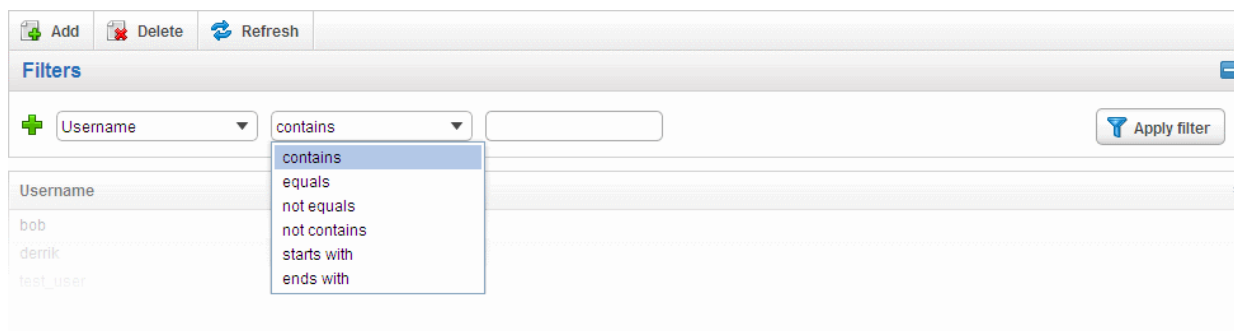 Add Delete Refresh
Filters
Username contains Apply filter
contains
equals
not equals
not contains
starts with
ends with
Username
bob
derrik
test_user